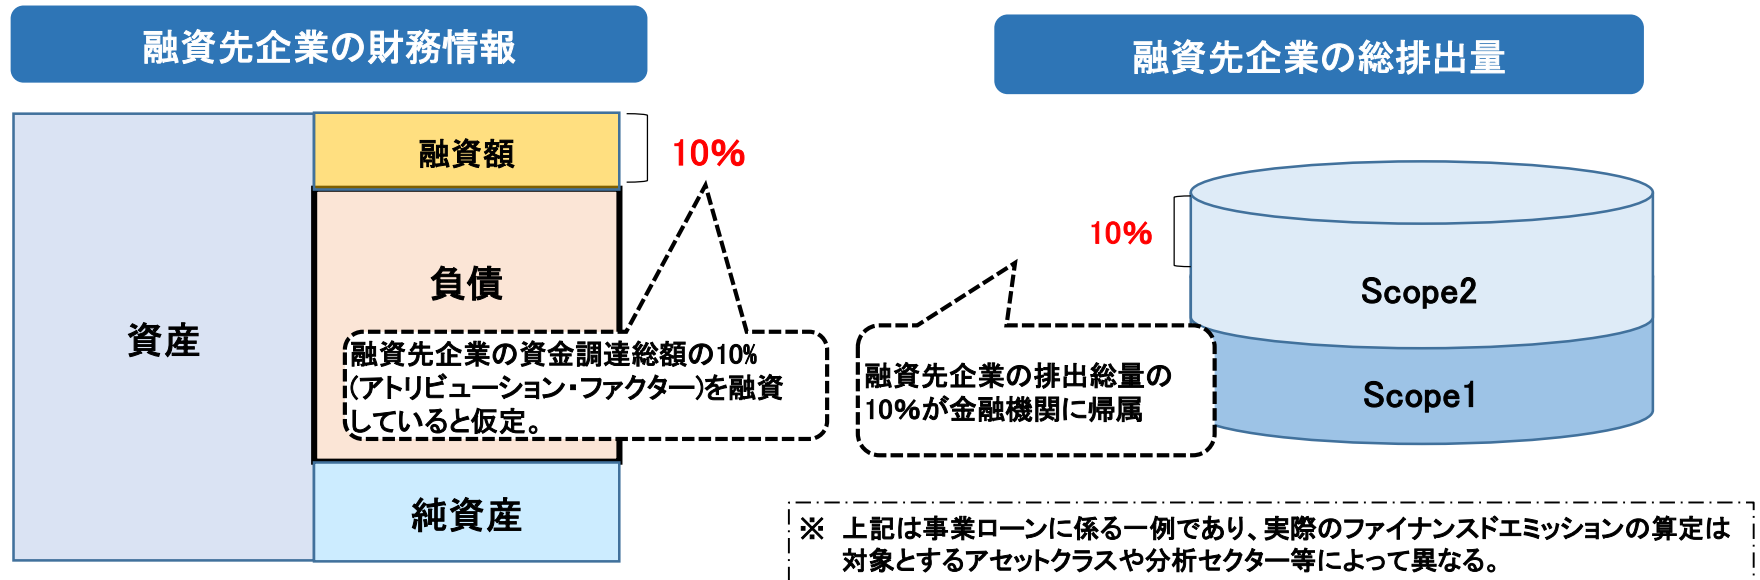 融資先企業の財務情報
融資先企業の総排出量
融資額
10%
負債
資産
融資先企業の資金調達総額の10%
(アトリビューション・ファクター)を融資
していると仮定。
純資産
10%
Scope2
Scope1
融資先企業の排出総量の
10%が金融機関に帰属
※ 上記は事業ローンに係る一例であり、実際のファイナンスドエミッションの算定は
対象とするアセットクラスや分析セクター等によって異なる。